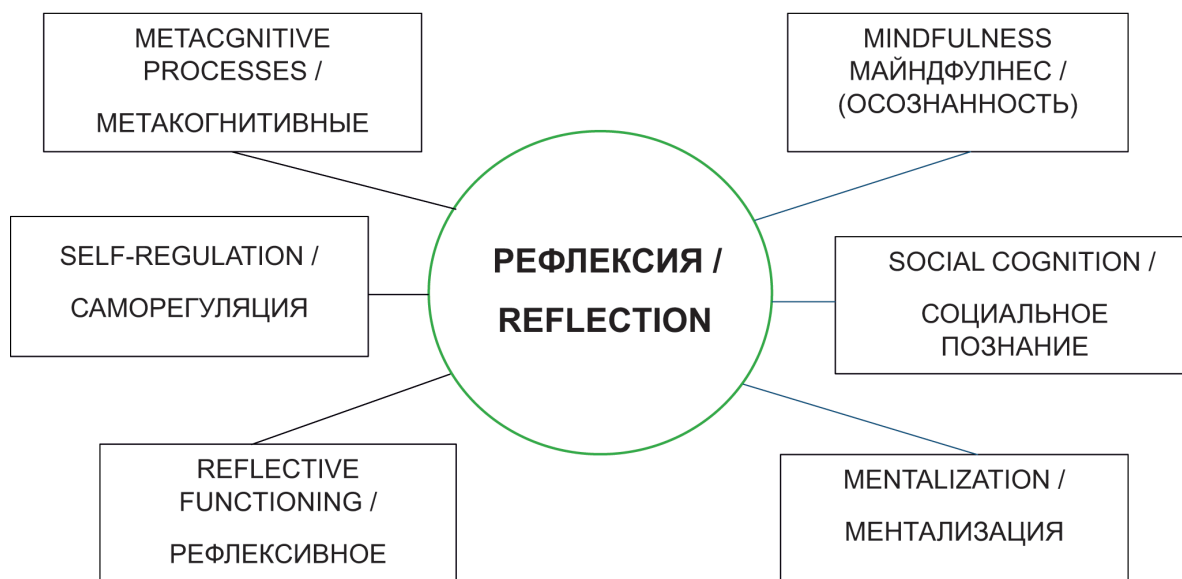 METACGNITIVE
PROCESSES /
МЕТАКОГНИТИВНЫЕ
MINDFULNESS
МАЙНДФУЛНЕС /
(ОСОЗНАННОСТЬ)
SELF-REGULATION /
САМОРЕГУЛЯЦИЯ
РЕФЛЕКСИЯ /
REFLECTION
SOCIAL COGNITION /
СОЦИАЛЬНОЕ
ПОЗНАНИЕ
REFLECTIVE
FUNCTIONING /
РЕФЛЕКСИВНОЕ
MENTALIZATION /
МЕНТАЛИЗАЦИЯ